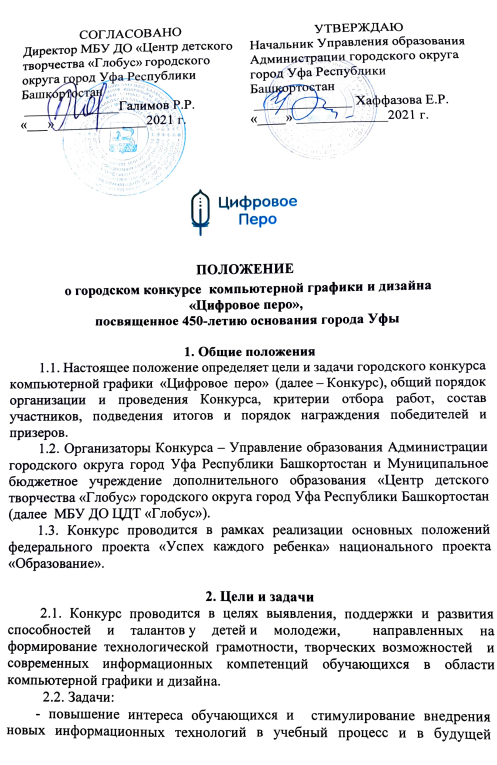 СОГЛАСОВАНО
Директор МБУ ДО «Центр детского
творчества «Глобус» городского
округа город Уфа Республики
Башкортостан
Галимов Р.Р.
«___»______________2021 г.
УТВЕРЖДАЮ
Начальник Управления образования
Администрации городского округа
город Уфа Республики
Башкортостан
Хаффазова Е.Р.
«____» ______________2021 г.
Цифровое
Перо
ПОЛОЖЕНИЕ
о городском конкурсе компьютерной графики и дизайна
«Цифровое перо»,
посвященное 450-летию основания города Уфы
1. Общие положения
1.1. Настоящее положение определяет цели и задачи городского конкурса
компьютерной графики «Цифровое перо» (далее – Конкурс), общий порядок
организации и проведения Конкурса, критерии отбора работ, состав
участников, подведения итогов и порядок награждения победителей и
призеров.
1.2. Организаторы Конкурса – Управление образования Администрации
городского округа город Уфа Республики Башкортостан и Муниципальное
бюджетное учреждение дополнительного образования «Центр детского
творчества «Глобус» городского округа город Уфа Республики Башкортостан
(далее МБУ ДО ЦДТ «Глобус»).
1.3. Конкурс проводится в рамках реализации основных положений
федерального проекта «Успех каждого ребенка» национального проекта
«Образование».
2. Цели и задачи
2.1. Конкурс проводится в целях выявления, поддержки и развития
способностей и талантов у детей и молодежи, направленных на
формирование технологической грамотности, творческих возможностей и
современных информационных компетенций обучающихся в области
компьютерной графики и дизайна.
2.2. Задачи:
- повышение интереса обучающихся и стимулирование внедрения
новых информационных технологий в учебный процесс и в будущей